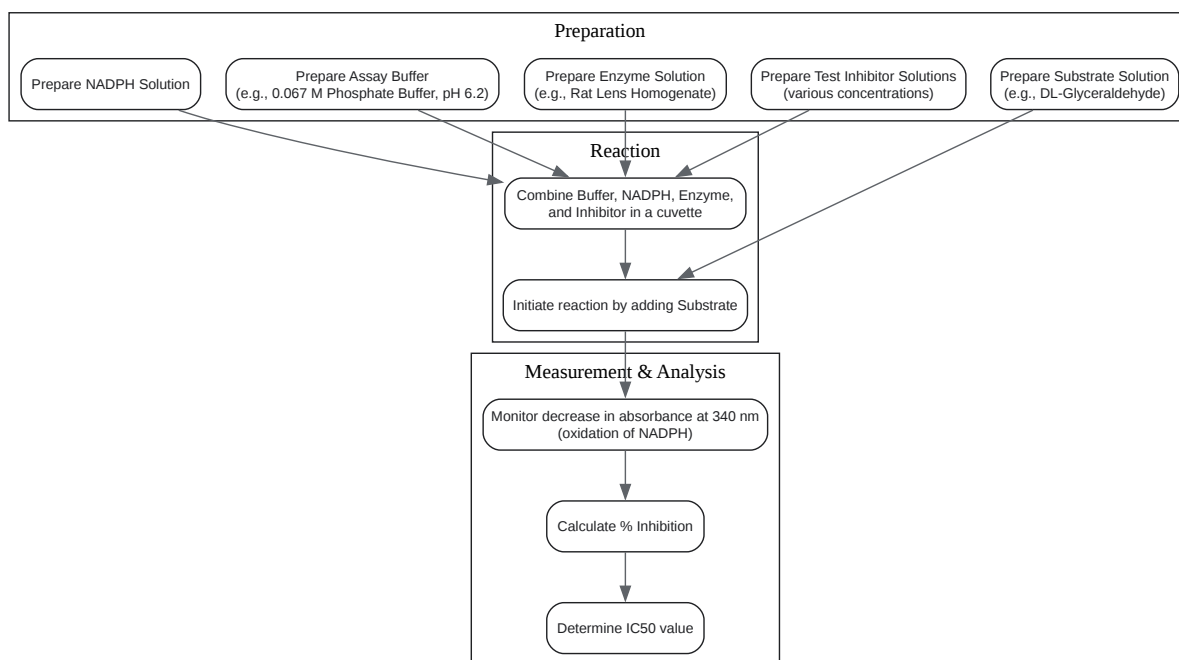 Preparation
Prepare NADPH Solution
Prepare Assay Buffer
(e.g., 0.067 M Phosphate Buffer, pH 6.2)
Prepare Enzyme Solution
(e.g., Rat Lens Homogenate)
Prepare Test Inhibitor Solutions
(various concentrations)
Prepare Substrate Solution
(e.g., DL-Glyceraldehyde)
Reaction
Combine Buffer, NADPH, Enzyme,
and Inhibitor in a cuvette
Initiate reaction by adding Substrate
Measurement & Analysis
Monitor decrease in absorbance at 340 nm
(oxidation of NADPH)
Calculate % Inhibition
Determine IC50 value